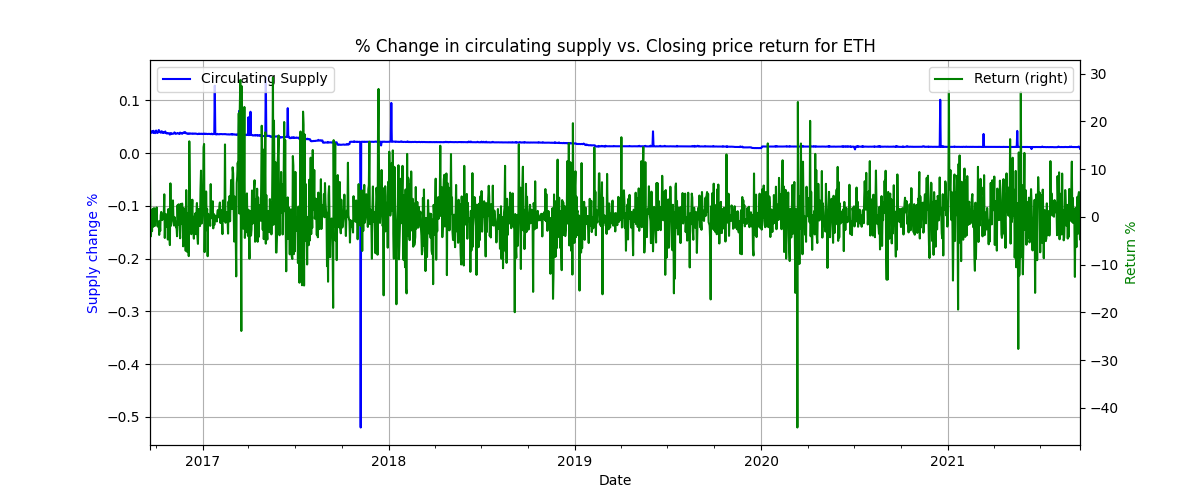 % Change in circulating supply vs. Closing price return for ETH
Circulating Supply
Return (right)
0.1
0.0
−0.1
−0.2
−0.3
−0.4
−0.5
Supply change %
30
20
10
0
−10
−20
−30
−40
Return %
2017 2018 2019 2020 2021
Date